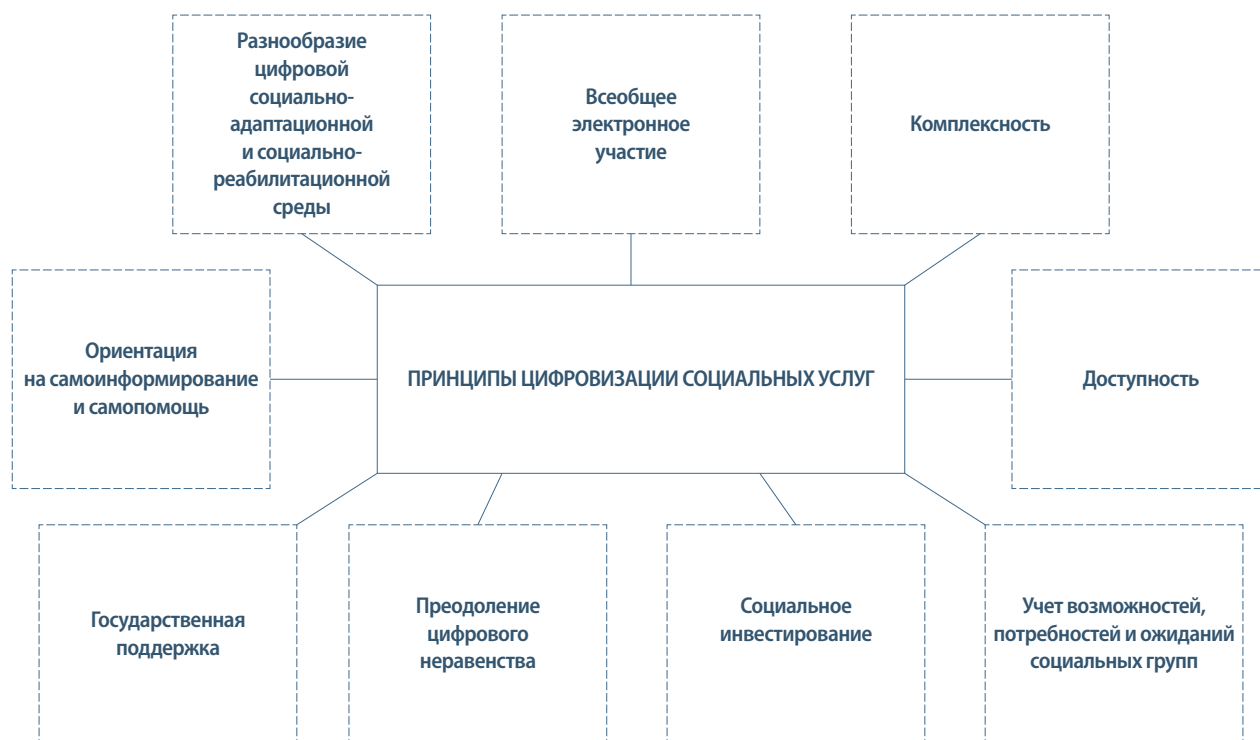 Разнообразие
цифровой
социально-
адаптационной
и социально-
реабилитационной
среды
Всеобщее
электронное
участие
Комплексность
Ориентация
на самоинформирование
и самопомощь
ПРИНЦИПЫ ЦИФРОВИЗАЦИИ СОЦИАЛЬНЫХ УСЛУГ
Доступность
Государственная
поддержка
Преодоление
цифрового
неравенства
Социальное
инвестирование
Учет возможностей,
потребностей и ожиданий
социальных групп